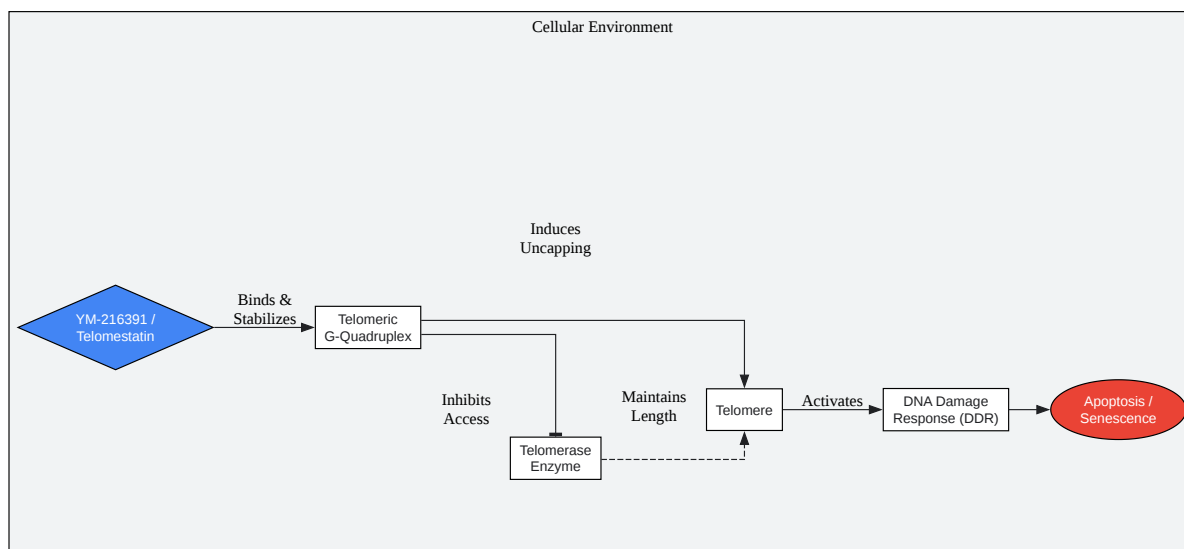 Cellular Environment
Induces
Uncapping
Binds &
Stabilizes
YM-216391 /
Telomestatin
Telomeric
G-Quadruplex
Inhibits
Access
Maintains
Length
Telomere
Activates
DNA Damage
Response (DDR)
Apoptosis /
Senescence
Telomerase
Enzyme